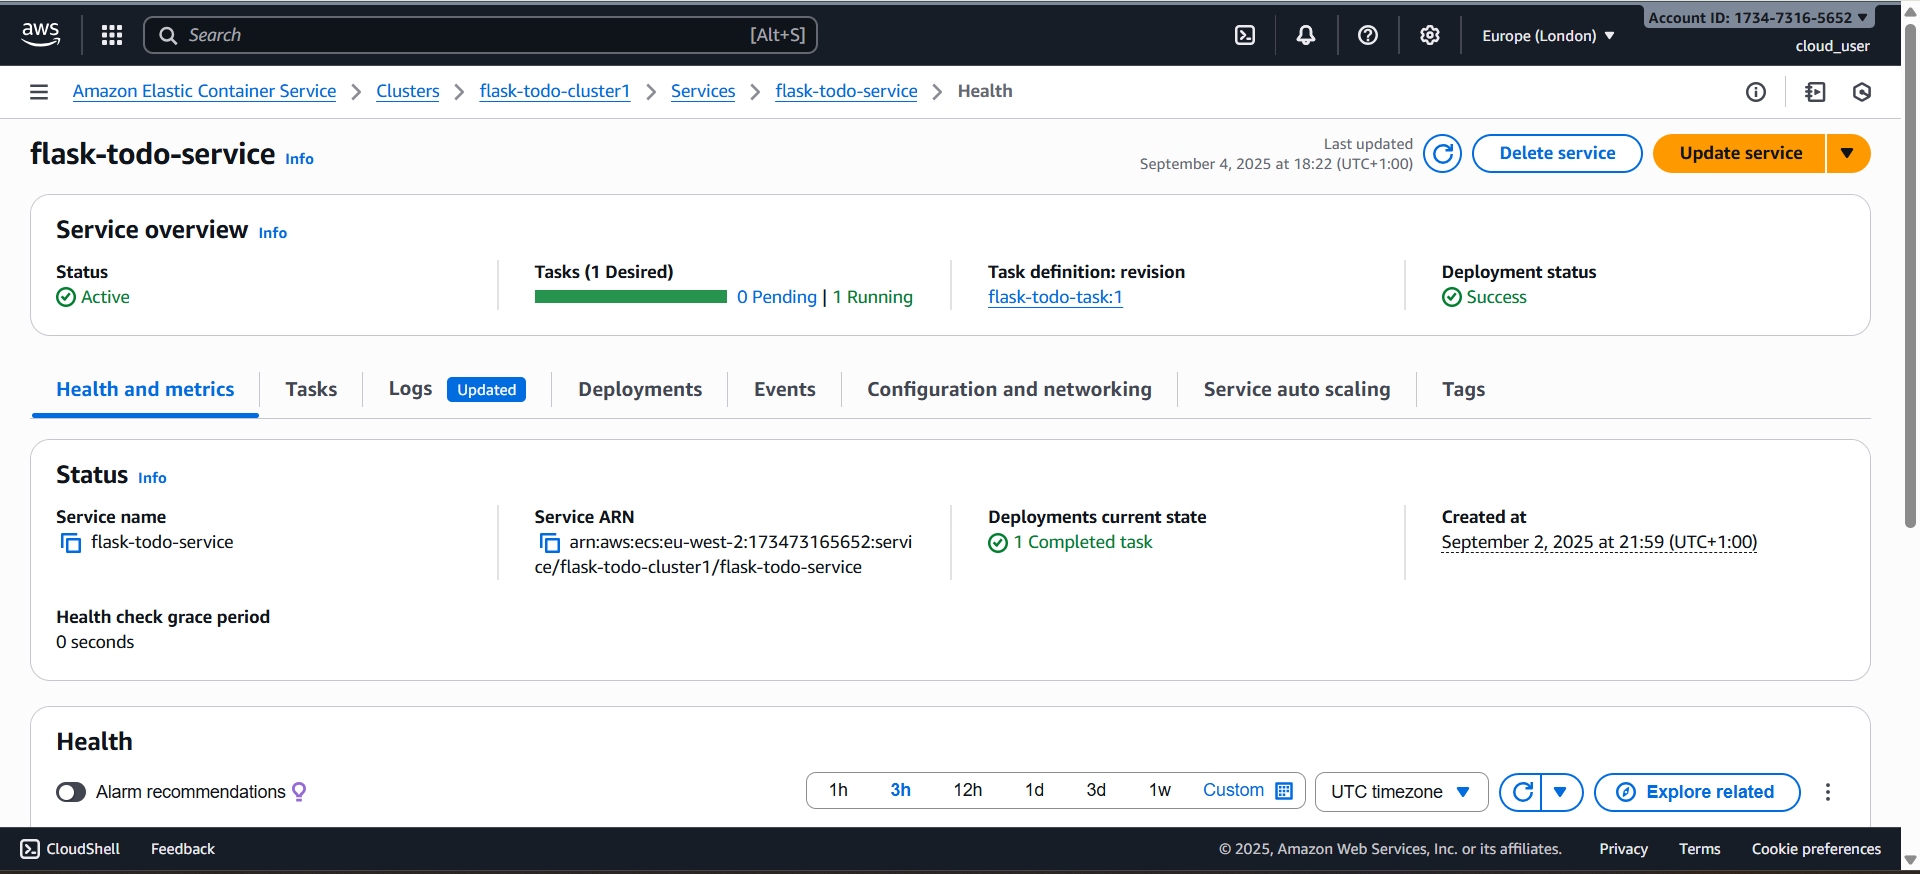 aws
Search [Alt+S]
Europe (London)
Account ID: 1734-7316-5652
cloud_user
Amazon Elastic Container Service
Clusters
flask-todo-cluster1
Services
flask-todo-service
Health
flask-todo-service Info
Last updated
September 4, 2025 at 18:22 (UTC+1:00)
Delete service
Update service
Service overview Info
Status
Active
Tasks (1 Desired)
0 Pending | 1 Running
Task definition: revision
flask-todo-task:1
Deployment status
Success
Health and metrics
Tasks
Logs Updated
Deployments
Events
Configuration and networking
Service auto scaling
Tags
Status Info
Service name
flask-todo-service
Service ARN
arn:aws:ecs:eu-west-2:173473165652:servi
ce/flask-todo-cluster1/flask-todo-service
Deployments current state
1 Completed task
Created at
September 2, 2025 at 21:59 (UTC+1:00)
Health check grace period
0 seconds
Health
Alarm recommendations
1h 3h 12h 1d 3d 1w Custom
UTC timezone
Explore related
CloudShell
Feedback
© 2025, Amazon Web Services, Inc. or its affiliates.
Privacy
Terms
Cookie preferences